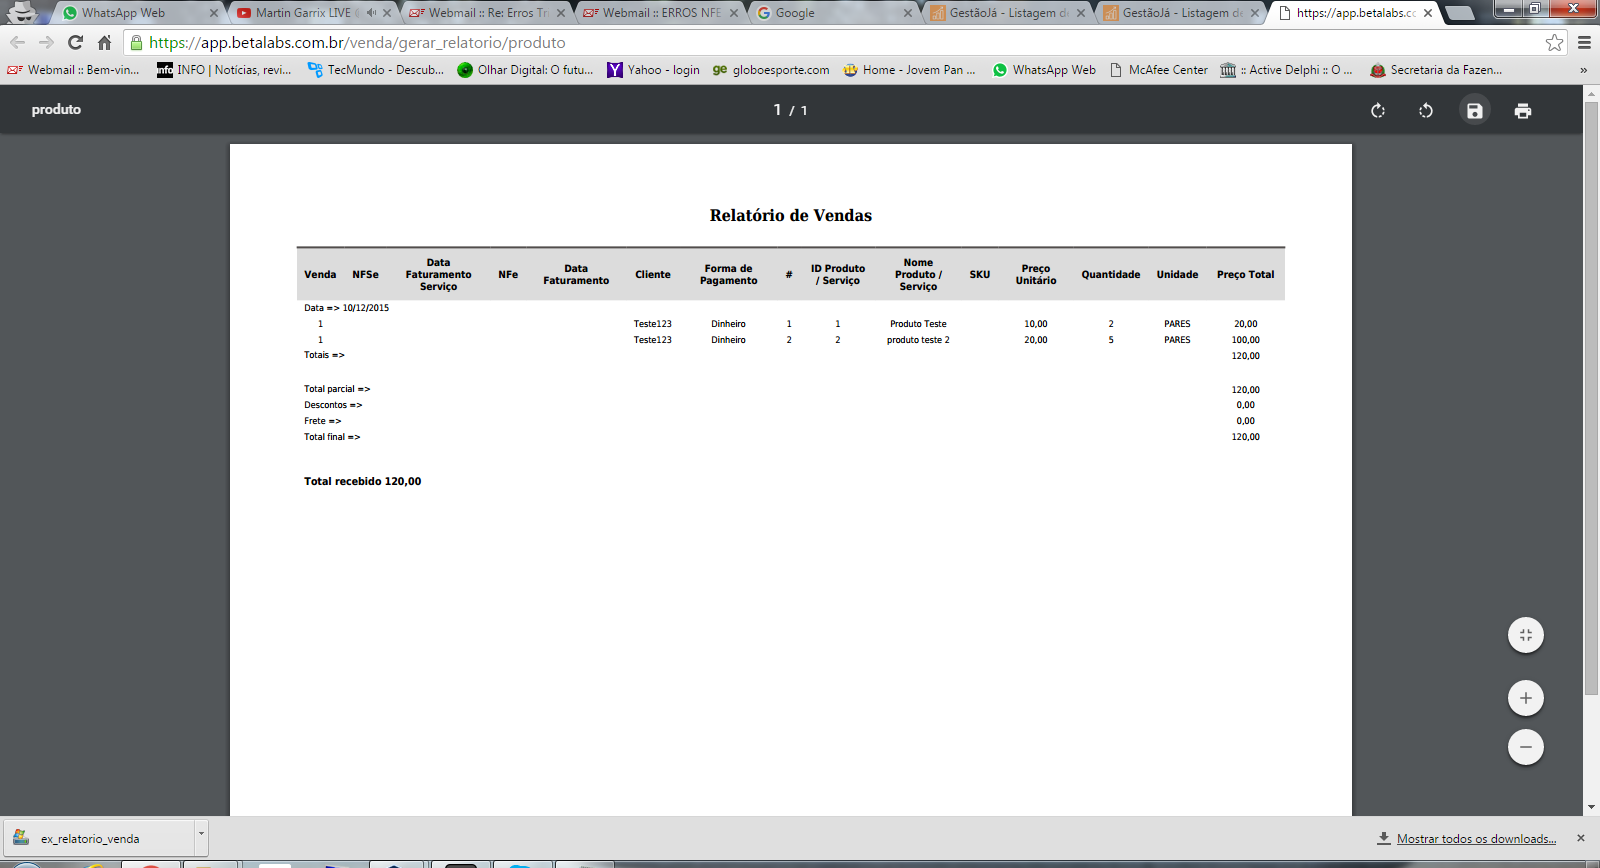 WhatsApp Web
Martin Garrix LIVE
Webmail :: Re: Erros Tr
Webmail :: ERROS NFE
Google
GestãoJá - Listagem d
GestãoJá - Listagem d
https://app.betalabs.cc
https://app.betalabs.com.br/venda/gerar_relatorio/produto
Webmail :: Bem-vin...
info INFO | Notícias, revi...
TecMundo - Descub...
Olhar Digital: O futu...
Yahoo - login
ge globoesporte.com
Home - Jovem Pan ...
WhatsApp Web
McAfee Center
:: Active Delphi :: O ...
Secretaria da Fazen...
»
produto
1 / 1
Relatório de Vendas
Venda NFSe Data Faturamento Serviço NFe Data Faturamento Cliente Forma de Pagamento # ID Produto / Serviço Nome Produto / Serviço SKU Preço Unitário Quantidade Unidade Preço Total
Data => 10/12/2015
1 Teste123 Dinheiro 1 1 Produto Teste 10,00 2 PARES 20,00
1 Teste123 Dinheiro 2 2 produto teste 2 20,00 5 PARES 100,00
Totais => 120,00
Total parcial => 120,00
Descontos => 0,00
Frete => 0,00
Total final => 120,00
Total recebido 120,00
ex_relatorio_venda
Mostrar todos os downloads...